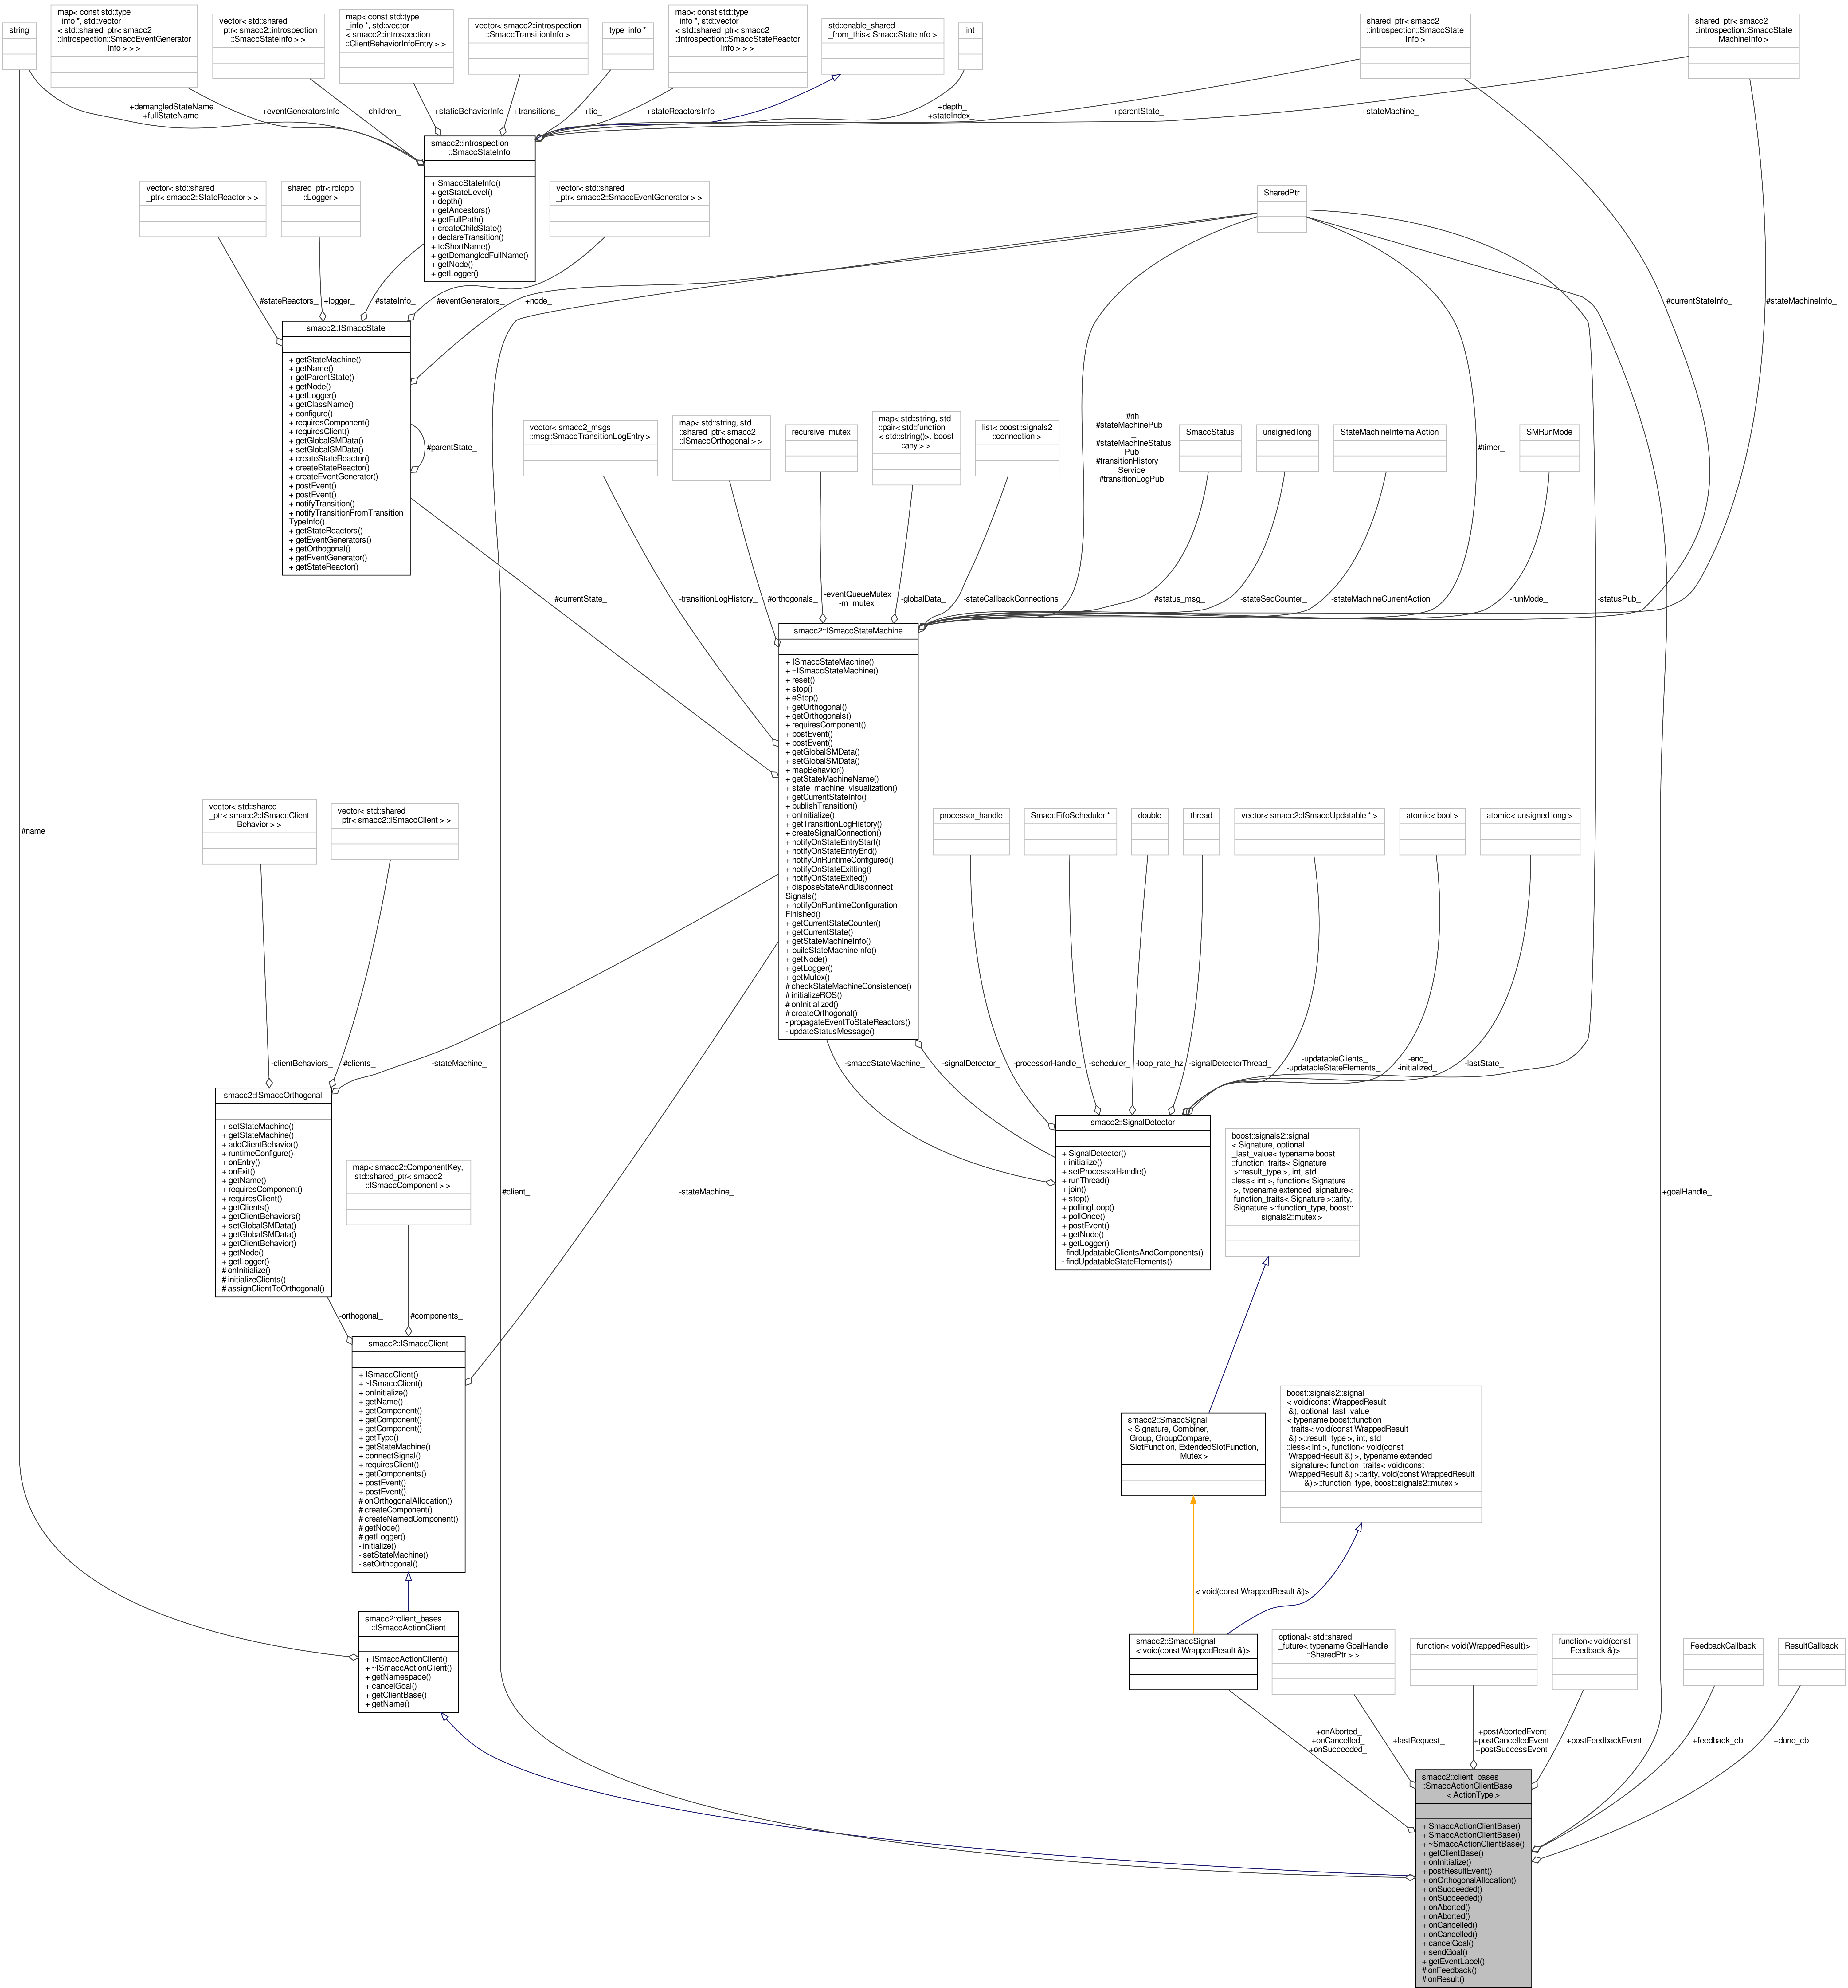 string
map< const std::type
_info *, std::vector
< std::shared_ptr< smacc2
::introspection::SmaccEventGenerator
Info > > >
vector< std::shared
_ptr< smacc2::introspection
::SmaccStateInfo > >
map< const std::type
_info *, std::vector
< smacc2::introspection
::ClientBehaviorInfoEntry > >
vector< smacc2::introspection
::SmaccTransitionInfo >
type_info *
map< const std::type
_info *, std::vector
< std::shared_ptr< smacc2
::introspection::SmaccStateReactor
Info > > >
std::enable_shared
_from_this< SmaccStateInfo >
int
shared_ptr< smacc2
::introspection::SmaccState
Info >
shared_ptr< smacc2
::introspection::SmaccState
MachineInfo >
+demangledStateName
+fullStateName
+eventGeneratorsInfo
+children_
+staticBehaviorInfo
+transitions_
+tid_
+stateReactorsInfo
+depth_
+stateIndex_
+parentState_
+stateMachine_
smacc2::introspection
::SmaccStateInfo
+ SmaccStateInfo()
+ getStateLevel()
+ depth()
+ getAncestors()
+ getFullPath()
+ createChildState()
+ declareTransition()
+ toShortName()
+ getDemangledFullName()
+ getNode()
+ getLogger()
vector< std::shared
_ptr< smacc2::StateReactor > >
shared_ptr< rclcpp
::Logger >
vector< std::shared
_ptr< smacc2::SmaccEventGenerator > >
SharedPtr
#stateReactors_
+logger_
#stateInfo_
#eventGenerators_
+node_
#currentStateInfo_
#stateMachineInfo_
smacc2::ISmaccState
+ getStateMachine()
+ getName()
+ getParentState()
+ getNode()
+ getLogger()
+ getClassName()
+ configure()
+ requiresComponent()
+ requiresClient()
+ getGlobalSMData()
+ setGlobalSMData()
+ createStateReactor()
+ createStateReactor()
+ createEventGenerator()
+ postEvent()
+ postEvent()
+ notifyTransition()
+ notifyTransitionFromTransition
TypeInfo()
+ getStateReactors()
+ getEventGenerators()
+ getOrthogonal()
+ getEventGenerator()
+ getStateReactor()
#parentState_
vector< smacc2_msgs
::msg::SmaccTransitionLogEntry >
map< std::string, std
::shared_ptr< smacc2
::ISmaccOrthogonal > >
recursive_mutex
map< std::string, std
::pair< std::function
< std::string()>, boost
::any > >
list< boost::signals2
::connection >
#nh_
#stateMachinePub
_
#stateMachineStatus
Pub_
#transitionHistory
Service_
#transitionLogPub_
SmaccStatus
unsigned long
StateMachineInternalAction
#timer_
SMRunMode
#currentState_
-transitionLogHistory_
#orthogonals_
-eventQueueMutex_
-m_mutex_
-globalData_
-stateCallbackConnections
#status_msg_
-stateSeqCounter_
-stateMachineCurrentAction
-runMode_
-statusPub_
smacc2::ISmaccStateMachine
+ ISmaccStateMachine()
+ ~ISmaccStateMachine()
+ reset()
+ stop()
+ eStop()
+ getOrthogonal()
+ getOrthogonals()
+ requiresComponent()
+ postEvent()
+ postEvent()
+ getGlobalSMData()
+ setGlobalSMData()
+ mapBehavior()
+ getStateMachineName()
+ state_machine_visualization()
+ getCurrentStateInfo()
+ publishTransition()
+ onInitialize()
+ getTransitionLogHistory()
+ createSignalConnection()
+ notifyOnStateEntryStart()
+ notifyOnStateEntryEnd()
+ notifyOnRuntimeConfigured()
+ notifyOnStateExitting()
+ notifyOnStateExited()
+ disposeStateAndDisconnect
Signals()
+ notifyOnRuntimeConfiguration
Finished()
+ getCurrentStateCounter()
+ getCurrentState()
+ getStateMachineInfo()
+ buildStateMachineInfo()
+ getNode()
+ getLogger()
+ getMutex()
# checkStateMachineConsistence()
# initializeROS()
# onInitialized()
# createOrthogonal()
- propagateEventToStateReactors()
- updateStatusMessage()
#name_
vector< std::shared
_ptr< smacc2::ISmaccClient
Behavior > >
vector< std::shared
_ptr< smacc2::ISmaccClient > >
processor_handle
SmaccFifoScheduler *
double
thread
vector< smacc2::ISmaccUpdatable * >
atomic< bool >
atomic< unsigned long >
-clientBehaviors_
#clients_
-stateMachine_
-smaccStateMachine_
-signalDetector_
-processorHandle_
-scheduler_
-loop_rate_hz
-signalDetectorThread_
-updatableClients_
-updatableStateElements_
-end_
-initialized_
-lastState_
smacc2::ISmaccOrthogonal
+ setStateMachine()
+ getStateMachine()
+ addClientBehavior()
+ runtimeConfigure()
+ onEntry()
+ onExit()
+ getName()
+ requiresComponent()
+ requiresClient()
+ getClients()
+ getClientBehaviors()
+ setGlobalSMData()
+ getGlobalSMData()
+ getClientBehavior()
+ getNode()
+ getLogger()
# onInitialize()
# initializeClients()
# assignClientToOrthogonal()
smacc2::SignalDetector
+ SignalDetector()
+ initialize()
+ setProcessorHandle()
+ runThread()
+ join()
+ stop()
+ pollingLoop()
+ pollOnce()
+ postEvent()
+ getNode()
+ getLogger()
- findUpdatableClientsAndComponents()
- findUpdatableStateElements()
boost::signals2::signal
< Signature, optional
_last_value< typename boost
::function_traits< Signature
>::result_type >, int, std
::less< int >, function< Signature
>, typename extended_signature<
function_traits< Signature >::arity,
Signature >::function_type, boost::
signals2::mutex >
map< smacc2::ComponentKey,
std::shared_ptr< smacc2
::ISmaccComponent > >
#client_
-stateMachine_
+goalHandle_
-orthogonal_
#components_
smacc2::ISmaccClient
+ ISmaccClient()
+ ~ISmaccClient()
+ onInitialize()
+ getName()
+ getComponent()
+ getComponent()
+ getComponent()
+ getType()
+ getStateMachine()
+ connectSignal()
+ requiresClient()
+ getComponents()
+ postEvent()
+ postEvent()
# onOrthogonalAllocation()
# createComponent()
# createNamedComponent()
# getNode()
# getLogger()
- initialize()
- setStateMachine()
- setOrthogonal()
smacc2::SmaccSignal
< Signature, Combiner,
Group, GroupCompare,
SlotFunction, ExtendedSlotFunction,
Mutex >
boost::signals2::signal
< void(const WrappedResult
&), optional_last_value
< typename boost::function
_traits< void(const WrappedResult
&) >::result_type >, int, std
::less< int >, function< void(const
WrappedResult &) >, typename extended
_signature< function_traits< void(const
WrappedResult &) >::arity, void(const WrappedResult
&) >::function_type, boost::signals2::mutex >
< void(const WrappedResult &)>
smacc2::client_bases
::ISmaccActionClient
+ ISmaccActionClient()
+ ~ISmaccActionClient()
+ getNamespace()
+ cancelGoal()
+ getClientBase()
+ getName()
smacc2::SmaccSignal
< void(const WrappedResult &)>
optional< std::shared
_future< typename GoalHandle
::SharedPtr > >
function< void(WrappedResult)>
function< void(const
Feedback &)>
FeedbackCallback
ResultCallback
+onAborted_
+onCancelled_
+onSucceeded_
+lastRequest_
+postAbortedEvent
+postCancelledEvent
+postSuccessEvent
+postFeedbackEvent
+feedback_cb
+done_cb
smacc2::client_bases
::SmaccActionClientBase
< ActionType >
+ SmaccActionClientBase()
+ SmaccActionClientBase()
+ ~SmaccActionClientBase()
+ getClientBase()
+ onInitialize()
+ postResultEvent()
+ onOrthogonalAllocation()
+ onSucceeded()
+ onSucceeded()
+ onAborted()
+ onAborted()
+ onCancelled()
+ onCancelled()
+ cancelGoal()
+ sendGoal()
+ getEventLabel()
# onFeedback()
# onResult()